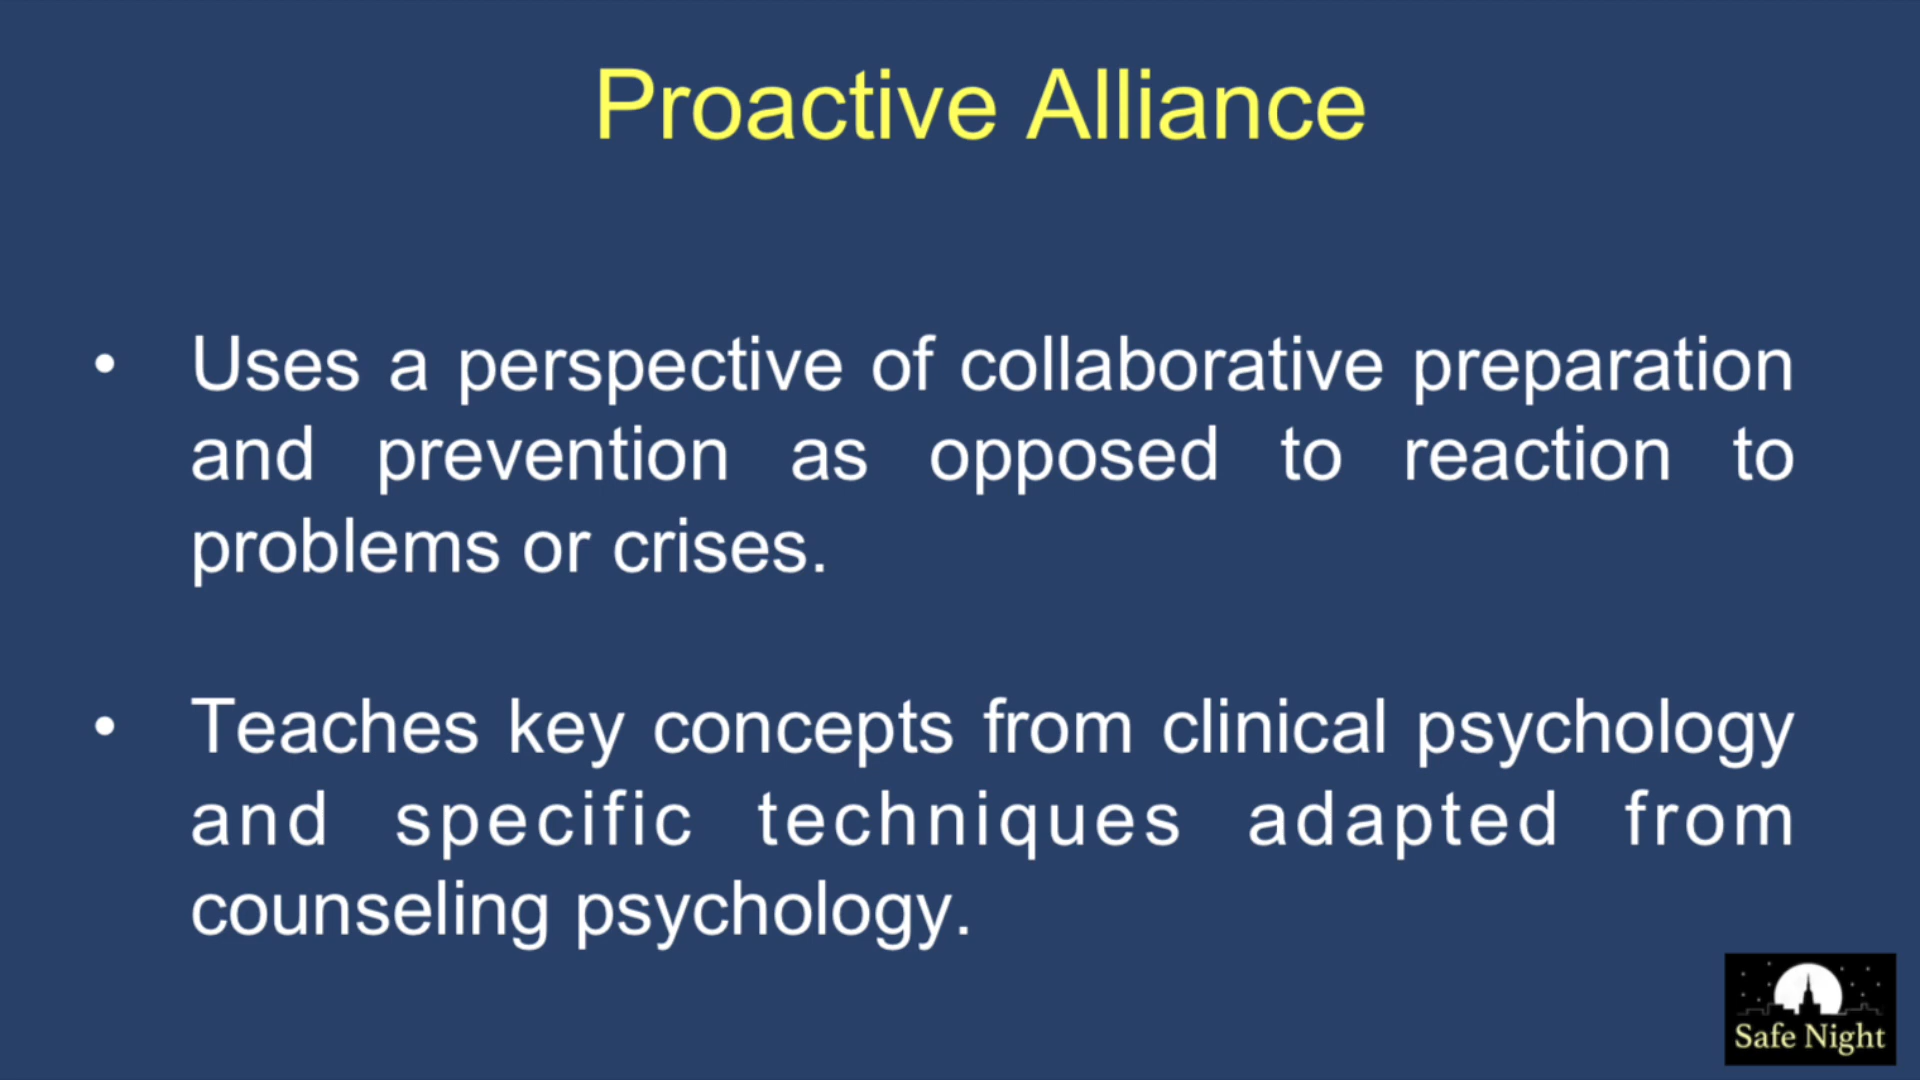 Proactive Alliance
• Uses a perspective of collaborative preparation
and prevention as opposed to reaction to
problems or crises.
• Teaches key concepts from clinical psychology
and specific techniques adapted from
counseling psychology.
Safe Night